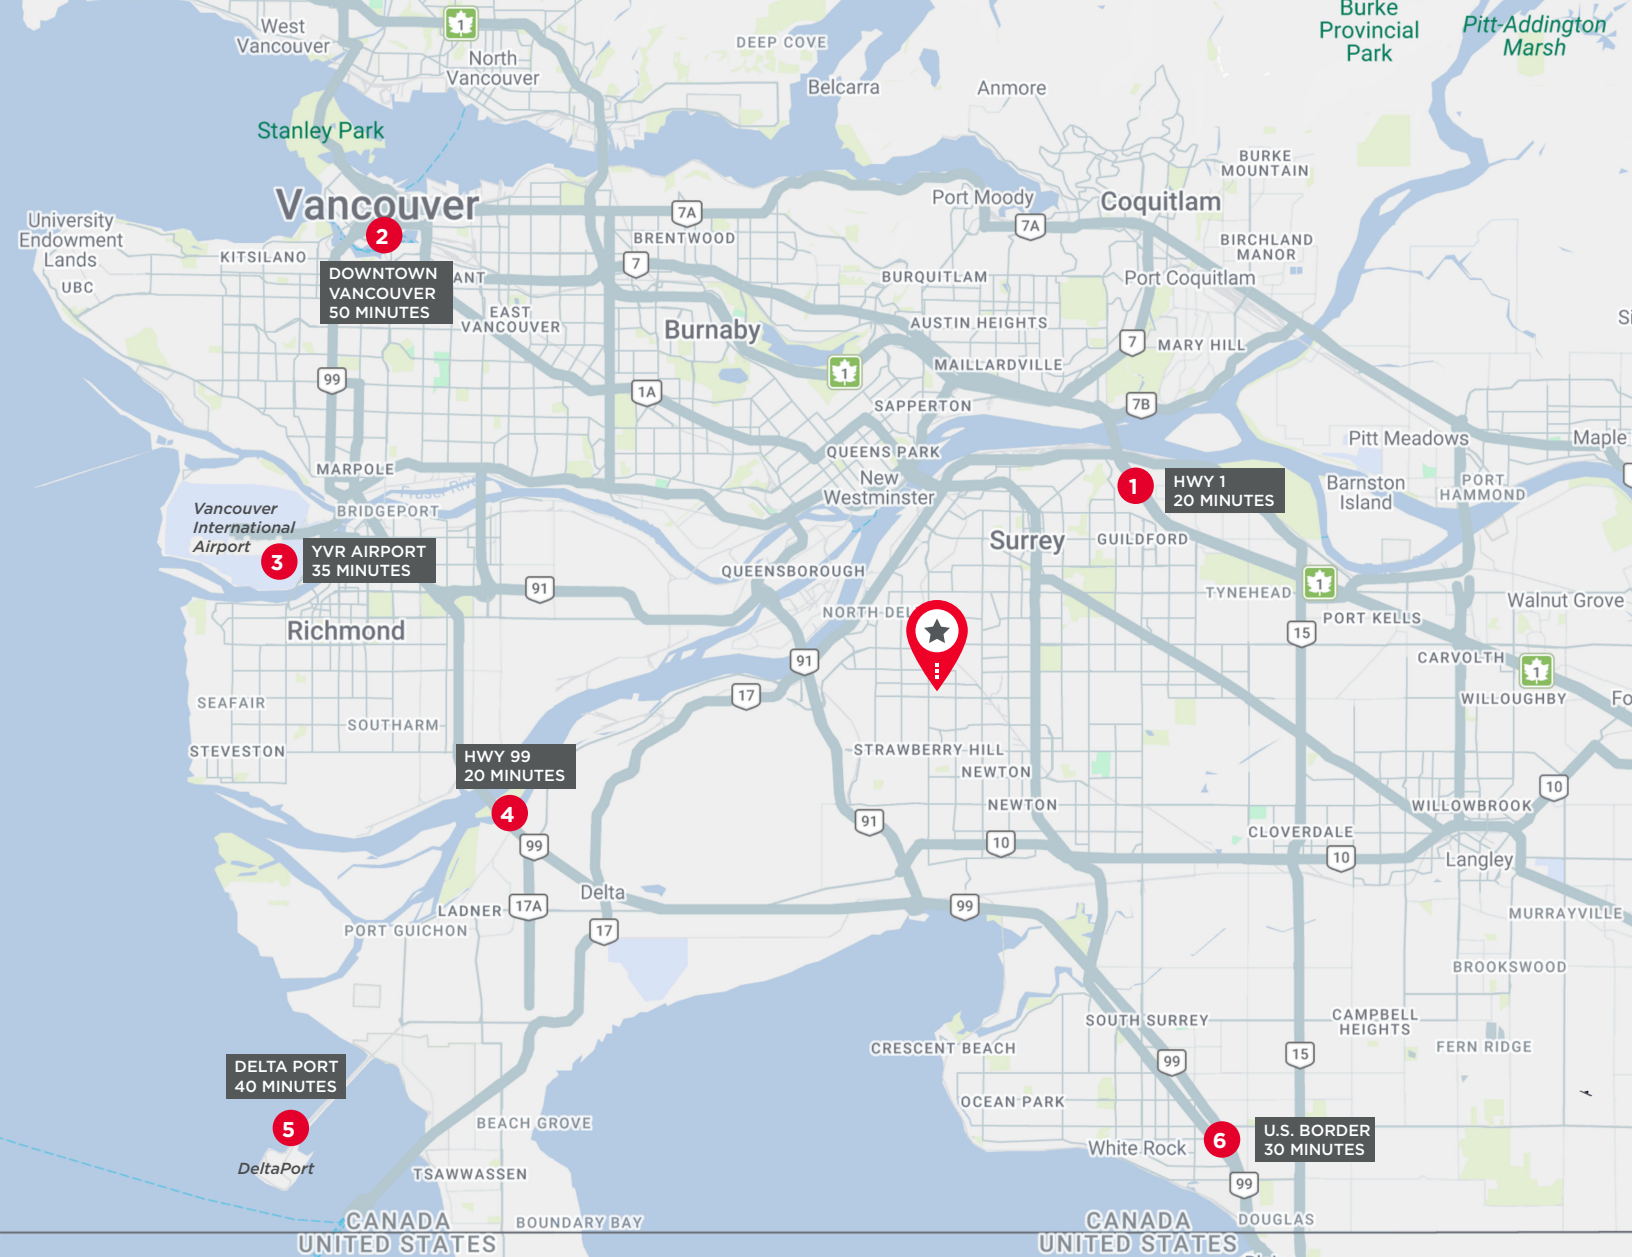 Burke
Provincial
Park
Pitt-Addington
Marsh
West
Vancouver
1
North
Vancouver
DEEP COVE
Belcarra
Anmore
Stanley Park
BURKE
MOUNTAIN
Vancouver
2
7A
Port Moody
Coquitlam
7A
University
Endowment
Lands
UBC
KITSILANO
BRENTWOOD
7
BIRCHLAND
MANOR
DOWNTOWN
VANCOUVER
50 MINUTES
ANT
BURQUITLAM
Port Coquitlam
EAST
VANCOUVER
Burnaby
AUSTIN HEIGHTS
7
MARY HILL
Si
99
1A
1
MAILLARDVILLE
SAPPERTON
7B
QUEENS PARK
Pitt Meadows
Maple
MARPOLE
Fraser Riv
New
Westminster
1
HWY 1
20 MINUTES
Barnston
Island
PORT
HAMMOND
Vancouver
International
Airport
BRIDGEPORT
3
YVR AIRPORT
35 MINUTES
Surrey
GUILDFORD
QUEENSBOROUGH
91
TYNEHEAD
1
Walnut Grove
NORTH DEL
PORT KELLS
15
Richmond
91
CARVOLTH
1
17
WILLOUGHBY
Fo
SEAFAIR
SOUTHARM
STEVESTON
STRAWBERRY HILL
NEWTON
HWY 99
20 MINUTES
4
NEWTON
10
WILLOWBROOK
91
99
10
CLOVERDALE
10
Langley
Delta
LADNER
17A
99
MURRAYVILLE
PORT GUICHON
17
BROOKSWOOD
SOUTH SURREY
CAMPBELL
HEIGHTS
CRESCENT BEACH
FERN RIDGE
99
15
DELTA PORT
40 MINUTES
5
DeltaPort
BEACH GROVE
OCEAN PARK
White Rock
6
U.S. BORDER
30 MINUTES
TSAWWASSEN
99
CANADA
UNITED STATES
BOUNDARY BAY
CANADA
UNITED STATES
DOUGLAS